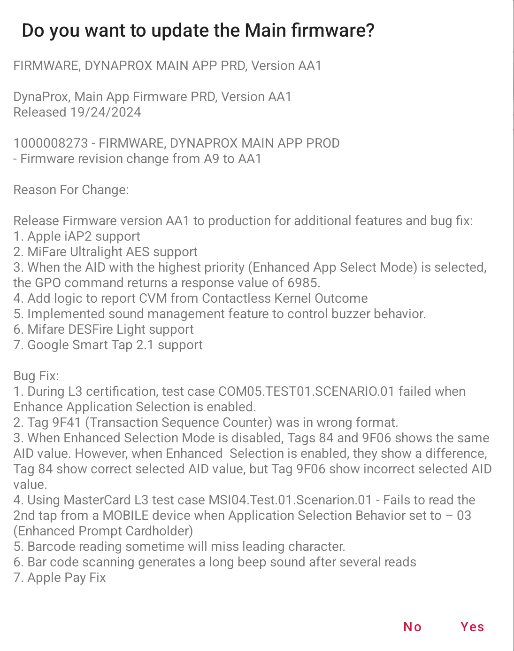 Do you want to update the Main firmware?
FIRMWARE, DYNAPROX MAIN APP PRD, Version AA1
DynaProx, Main App Firmware PRD, Version AA1
Released 19/24/2024
1000008273 - FIRMWARE, DYNAPROX MAIN APP PROD
- Firmware revision change from A9 to AA1
Reason For Change:
Release Firmware version AA1 to production for additional features and bug fix:
1. Apple iAP2 support
2. MiFare Ultralight AES support
3. When the AID with the highest priority (Enhanced App Select Mode) is selected,
the GPO command returns a response value of 6985.
4. Add logic to report CVM from Contactless Kernel Outcome
5. Implemented sound management feature to control buzzer behavior.
6. Mifare DESFire Light support
7. Google Smart Tap 2.1 support
Bug Fix:
1. During L3 certification, test case COM05.TEST01.SCENARIO.01 failed when
Enhance Application Selection is enabled.
2. Tag 9F41 (Transaction Sequence Counter) was in wrong format.
3. When Enhanced Selection Mode is disabled, Tags 84 and 9F06 shows the same
AID value. However, when Enhanced  Selection is enabled, they show a difference,
Tag 84 show correct selected AID value, but Tag 9F06 show incorrect selected AID
value.
4. Using MasterCard L3 test case MSI04.Test.01.Scenarion.01 - Fails to read the
2nd tap from a MOBILE device when Application Selection Behavior set to – 03
(Enhanced Prompt Cardholder)
5. Barcode reading sometime will miss leading character.
6. Bar code scanning generates a long beep sound after several reads
7. Apple Pay Fix
No Yes